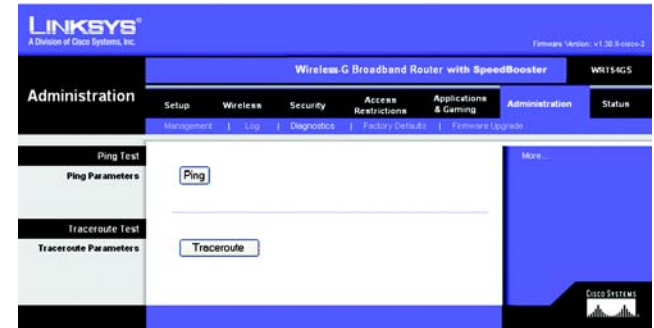 LINKSYS®
A Division of Cisco Systems, Inc.
Firmware Version: v1.30.8-cisco-2
Wireless-G Broadband Router with SpeedBooster WRT54GS
Administration
Setup Wireless Security Access Restrictions Applications & Gaming Administration Status
Management | Log | Diagnostics | Factory Defaults | Firmware Upgrade
Ping Test
More...
Ping Parameters
Ping
Traceroute Test
Traceroute Parameters
Traceroute
CISCO SYSTEMS